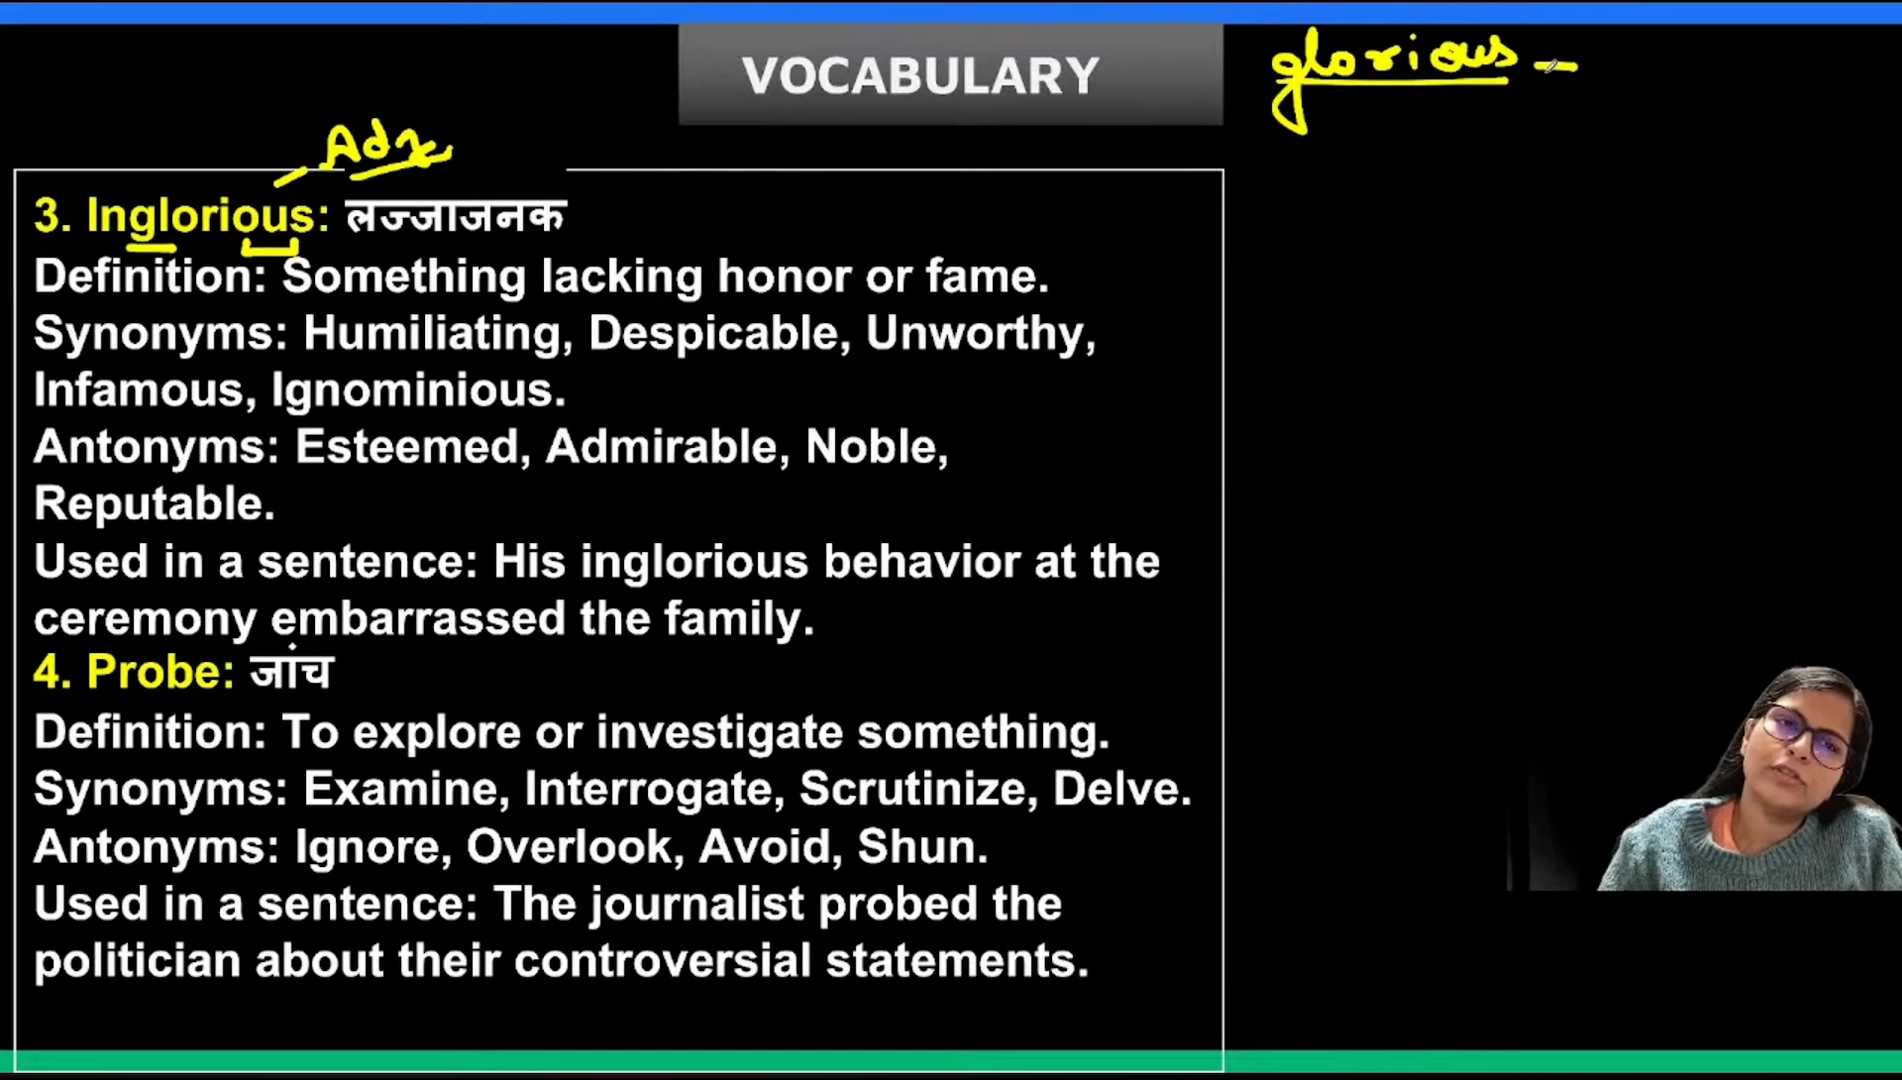 VOCABULARY
glorious -
Adj
3. Inglorious: लज्जाजनक
Definition: Something lacking honor or fame.
Synonyms: Humiliating, Despicable, Unworthy,
Infamous, Ignominious.
Antonyms: Esteemed, Admirable, Noble,
Reputable.
Used in a sentence: His inglorious behavior at the
ceremony embarrassed the family.
4. Probe: जांच
Definition: To explore or investigate something.
Synonyms: Examine, Interrogate, Scrutinize, Delve.
Antonyms: Ignore, Overlook, Avoid, Shun.
Used in a sentence: The journalist probed the
politician about their controversial statements.